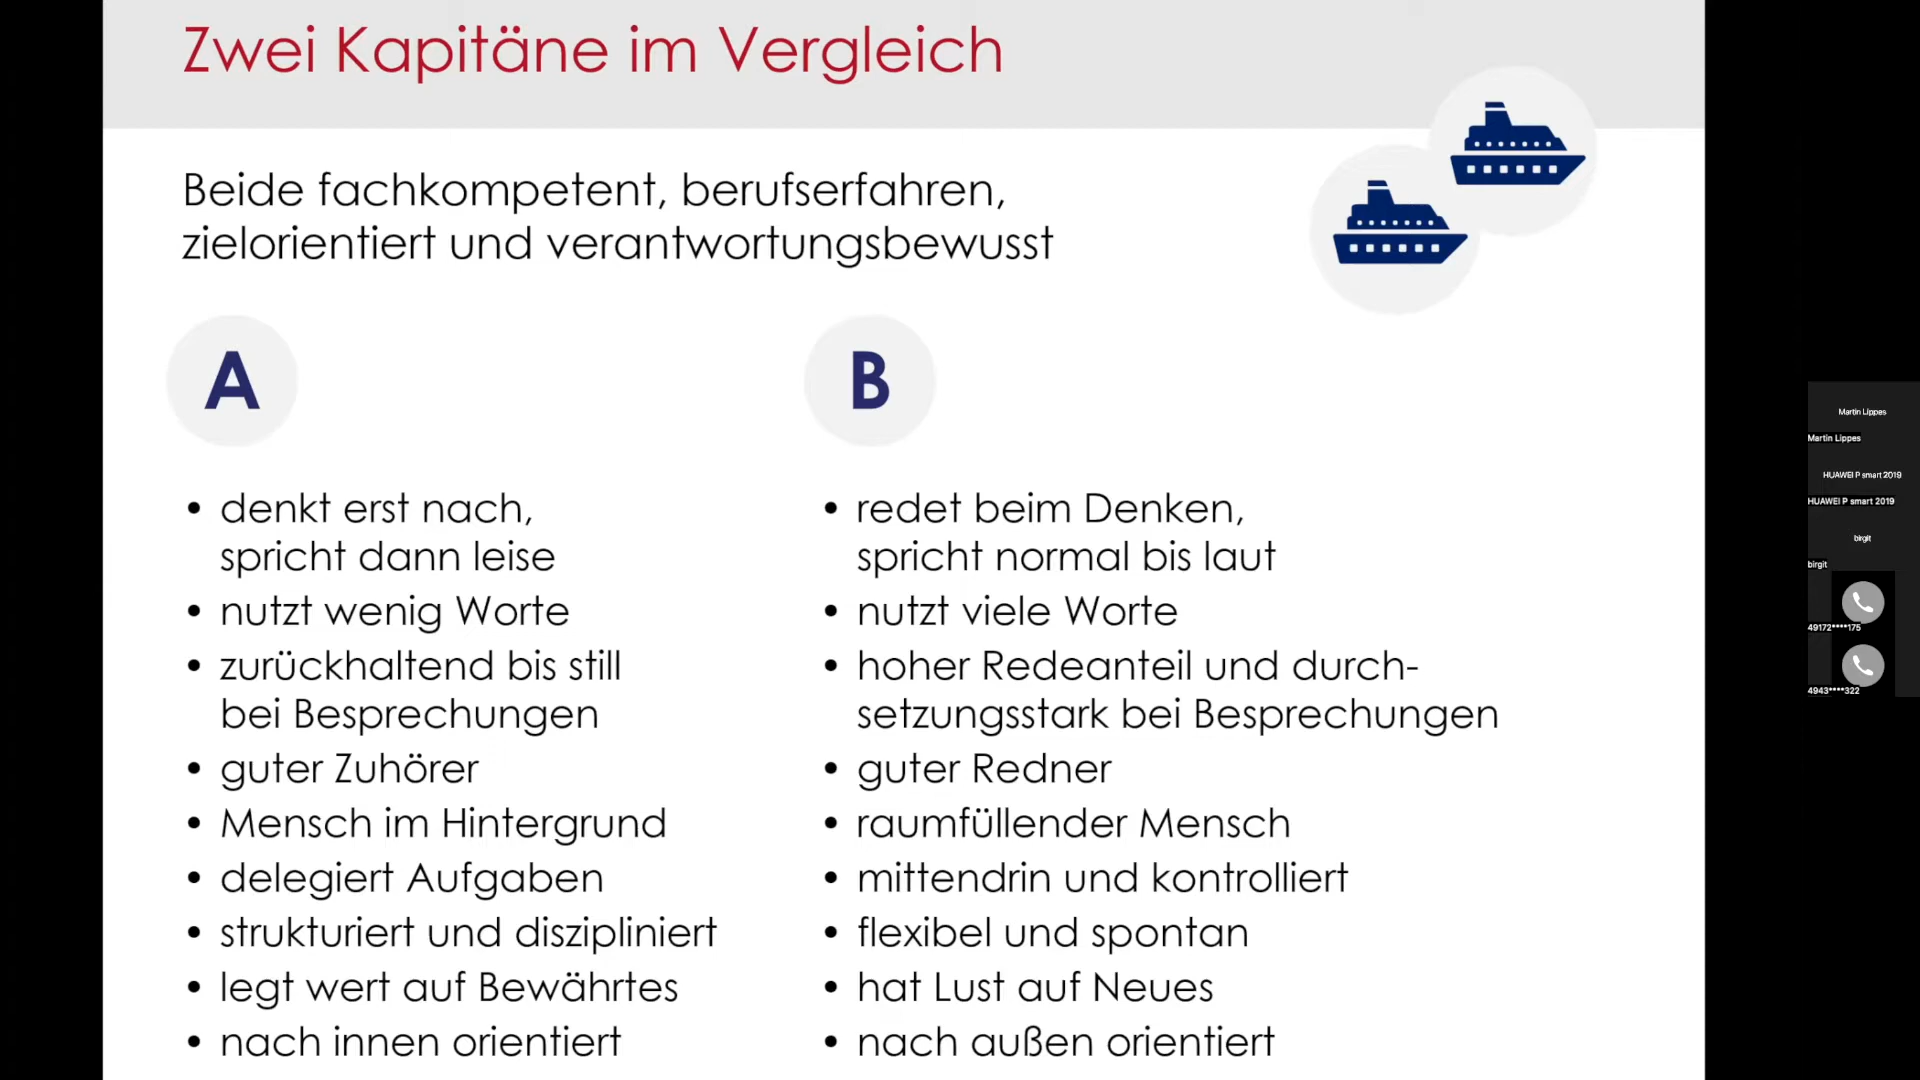 Zwei Kapitäne im Vergleich
Beide fachkompetent, berufserfahren,
zielorientiert und verantwortungsbewusst
A
• denkt erst nach,
spricht dann leise
• nutzt wenig Worte
• zurückhaltend bis still
bei Besprechungen
• guter Zuhörer
• Mensch im Hintergrund
• delegiert Aufgaben
• strukturiert und diszipliniert
• legt wert auf Bewährtes
• nach innen orientiert
B
• redet beim Denken,
spricht normal bis laut
• nutzt viele Worte
• hoher Redeanteil und durch-
setzungsstark bei Besprechungen
• guter Redner
• raumfüllender Mensch
• mittendrin und kontrolliert
• flexibel und spontan
• hat Lust auf Neues
• nach außen orientiert
Martin Lippes
Martin Lippes
HUAWEI P smart 2019
HUAWEI P smart 2019
birgit
birgit
49172****175
4943****322